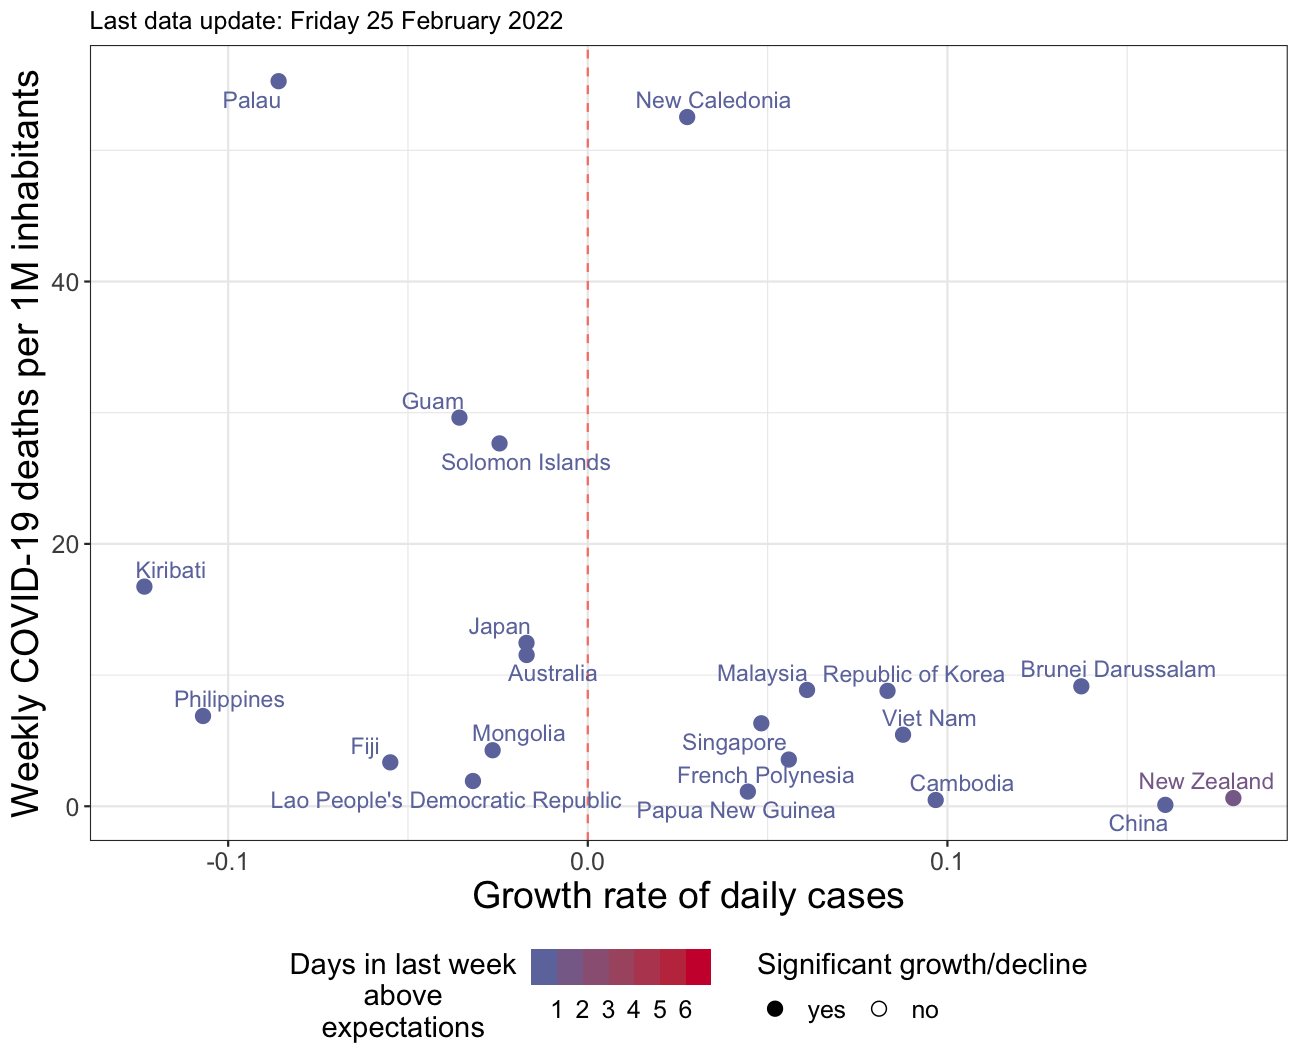 Last data update: Friday 25 February 2022
Weekly COVID-19 deaths per 1M inhabitants
40
20
0
Palau
New Caledonia
Guam
Solomon Islands
Kiribati
Japan
Australia
Malaysia
Republic of Korea
Brunei Darussalam
Philippines
Viet Nam
Mongolia
Singapore
Fiji
French Polynesia
New Zealand
Cambodia
Lao People's Democratic Republic
Papua New Guinea
China
-0.1
0.0
0.1
Growth rate of daily cases
Days in last week
above
expectations
1 2 3 4 5 6
Significant growth/decline
yes
no